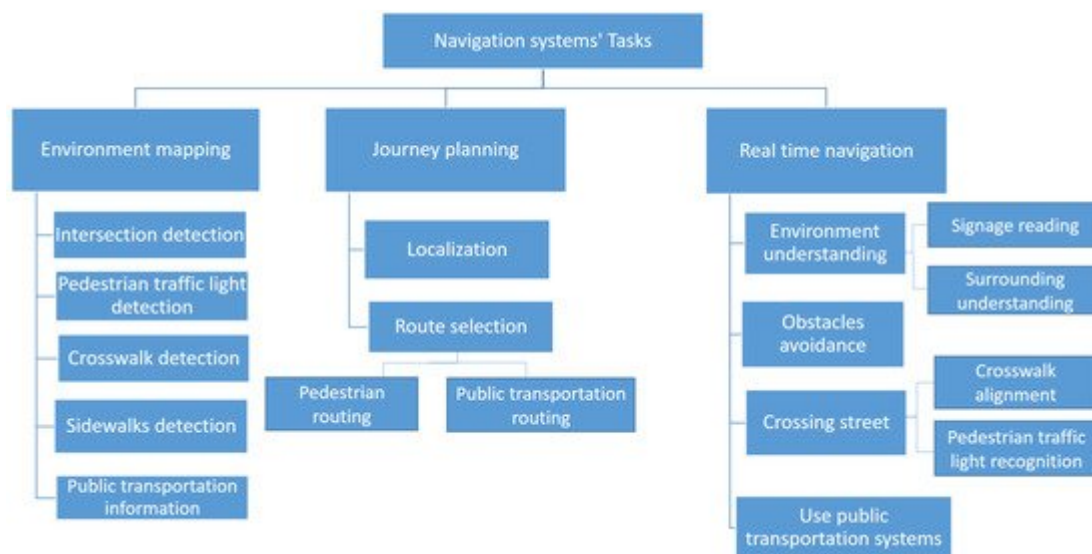 Navigation systems' Tasks
Environment mapping
Intersection detection
Pedestrian traffic light
detection
Crosswalk detection
Sidewalks detection
Public transportation
information
Journey planning
Localization
Route selection
Pedestrian
routing
Public transportation
routing
Real time navigation
Environment
understanding
Signage reading
Surrounding
understanding
Obstacles
avoidance
Crossing street
Crosswalk
alignment
Pedestrian traffic
light recognition
Use public
transportation systems